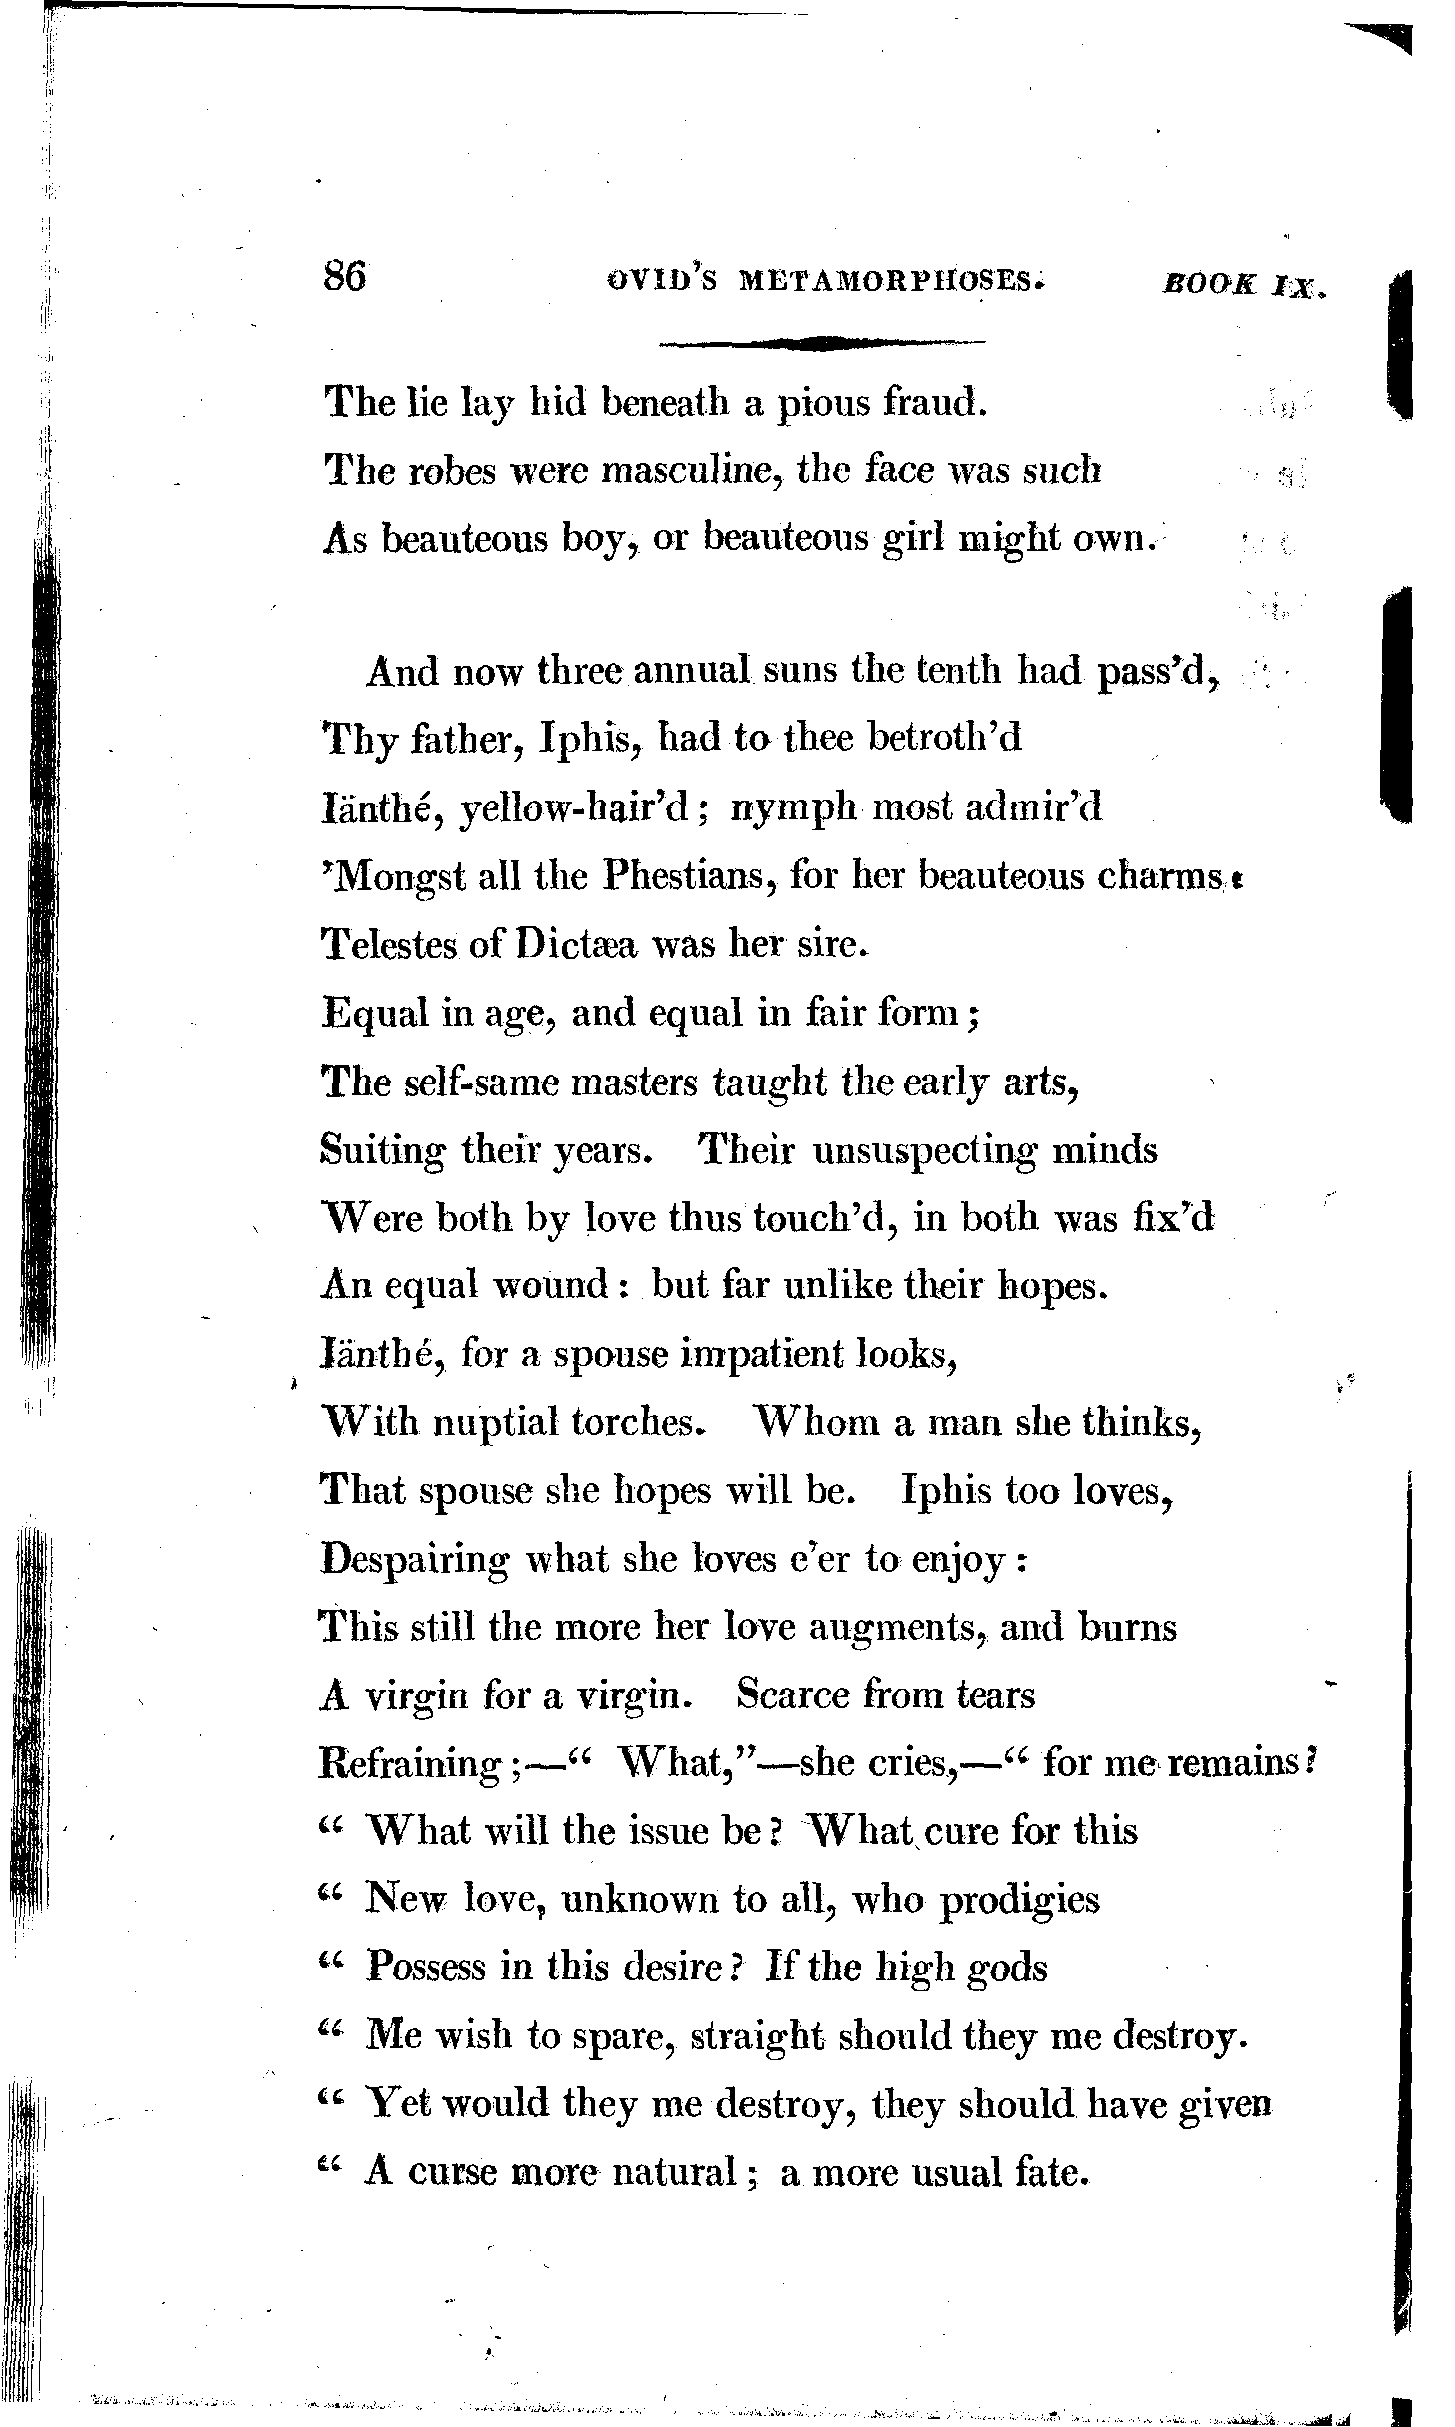 86 OVID'S METAMORPHOSES. BOOK IX.
The lie lay hid beneath a pious fraud.
The robes were masculine, the face was such
As beauteous boy, or beauteous girl might own.
And now three annual suns the tenth had pass'd,
Thy father, Iphis, had to thee betroth'd
Iänthé, yellow-hair'd; nymph most admir'd
'Mongst all the Phestians, for her beauteous charms:
Telestes of Dictæa was her sire.
Equal in age, and equal in fair form;
The self-same masters taught the early arts,
Suiting their years. Their unsuspecting minds
Were both by love thus touch'd, in both was fix'd
An equal wound: but far unlike their hopes.
Iänthé, for a spouse impatient looks,
With nuptial torches. Whom a man she thinks,
That spouse she hopes will be. Iphis too loves,
Despairing what she loves e'er to enjoy:
This still the more her love augments, and burns
A virgin for a virgin. Scarce from tears
Refraining;—“ What,”—she cries,—“ for me remains?
“ What will the issue be? What cure for this
“ New love, unknown to all, who prodigies
“ Possess in this desire? If the high gods
“ Me wish to spare, straight should they me destroy.
“ Yet would they me destroy, they should have given
“ A curse more natural; a more usual fate.